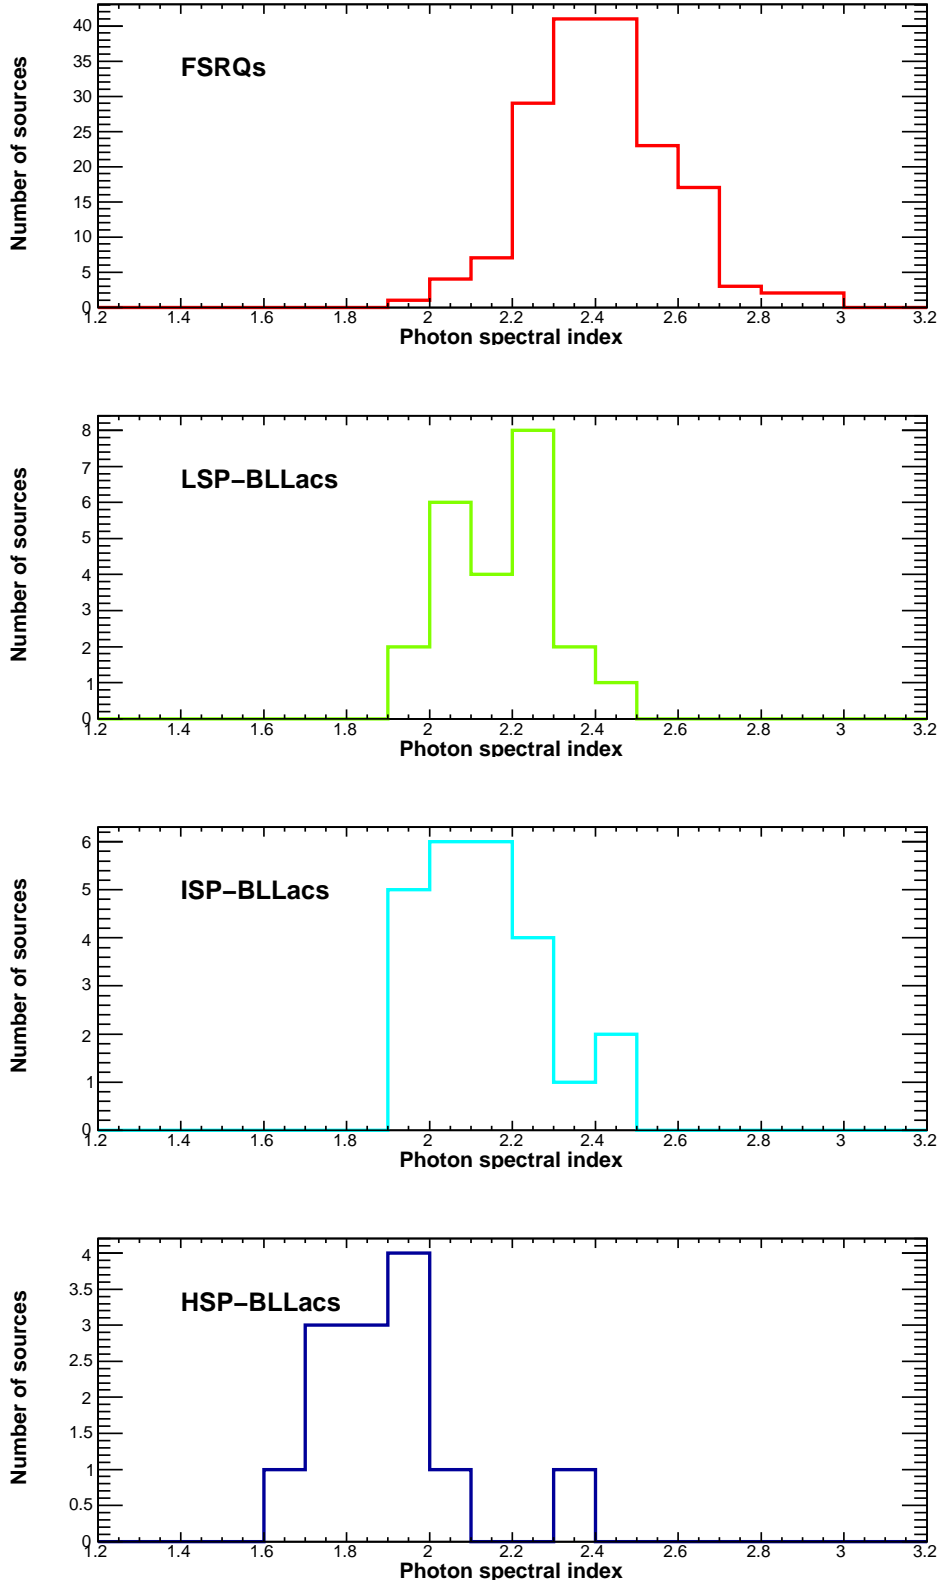 Number of sources
40
35
30
25
20
15
10
5
0
FSRQs
1.2 1.4 1.6 1.8 2 2.2 2.4 2.6 2.8 3 3.2
Photon spectral index
Number of sources
8
7
6
5
4
3
2
1
0
LSP−BLLacs
1.2 1.4 1.6 1.8 2 2.2 2.4 2.6 2.8 3 3.2
Photon spectral index
Number of sources
6
5
4
3
2
1
0
ISP−BLLacs
1.2 1.4 1.6 1.8 2 2.2 2.4 2.6 2.8 3 3.2
Photon spectral index
Number of sources
4
3.5
3
2.5
2
1.5
1
0.5
0
HSP−BLLacs
1.2 1.4 1.6 1.8 2 2.2 2.4 2.6 2.8 3 3.2
Photon spectral index